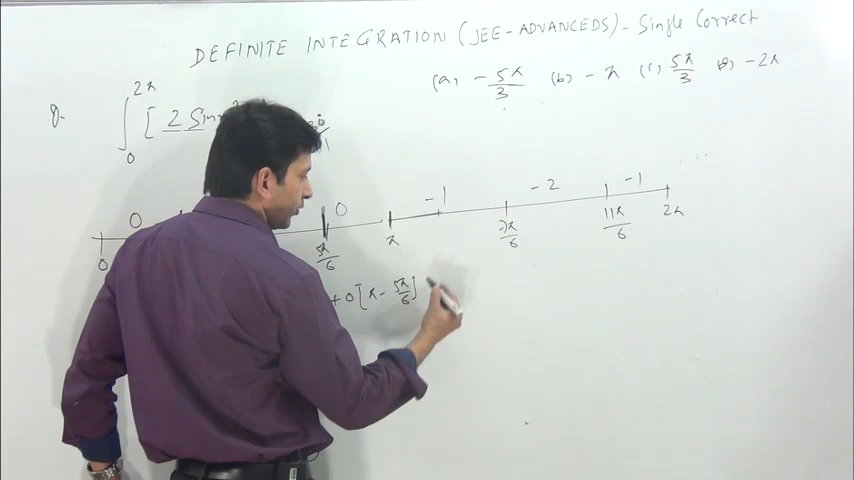 DEFINITE INTEGRATION (JEE-ADVANCEDS) - Single Correct
(a) - 5π/3 (b) - π (c) 5π/3 (d) - 2π
Q. ∫ 0 2π [ 2 Sin
0 0 -1 -2 -1
0 5π/6 π 7π/6 11π/6 2π
+ 0 [ π - 5π/6 ]